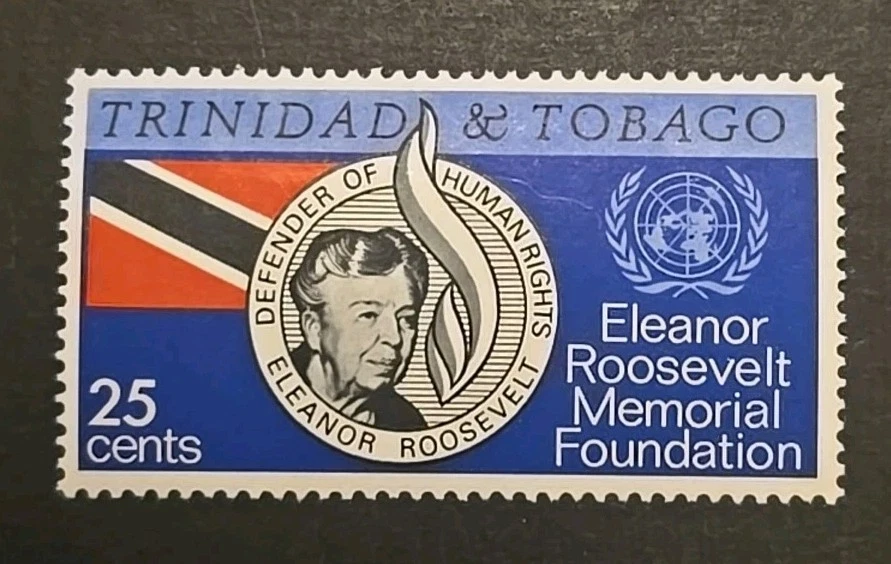 TRINIDAD & TOBAGO
DEFENDER OF HUMAN RIGHTS
ELEANOR ROOSEVELT
25
cents
Eleanor
Roosevelt
Memorial
Foundation